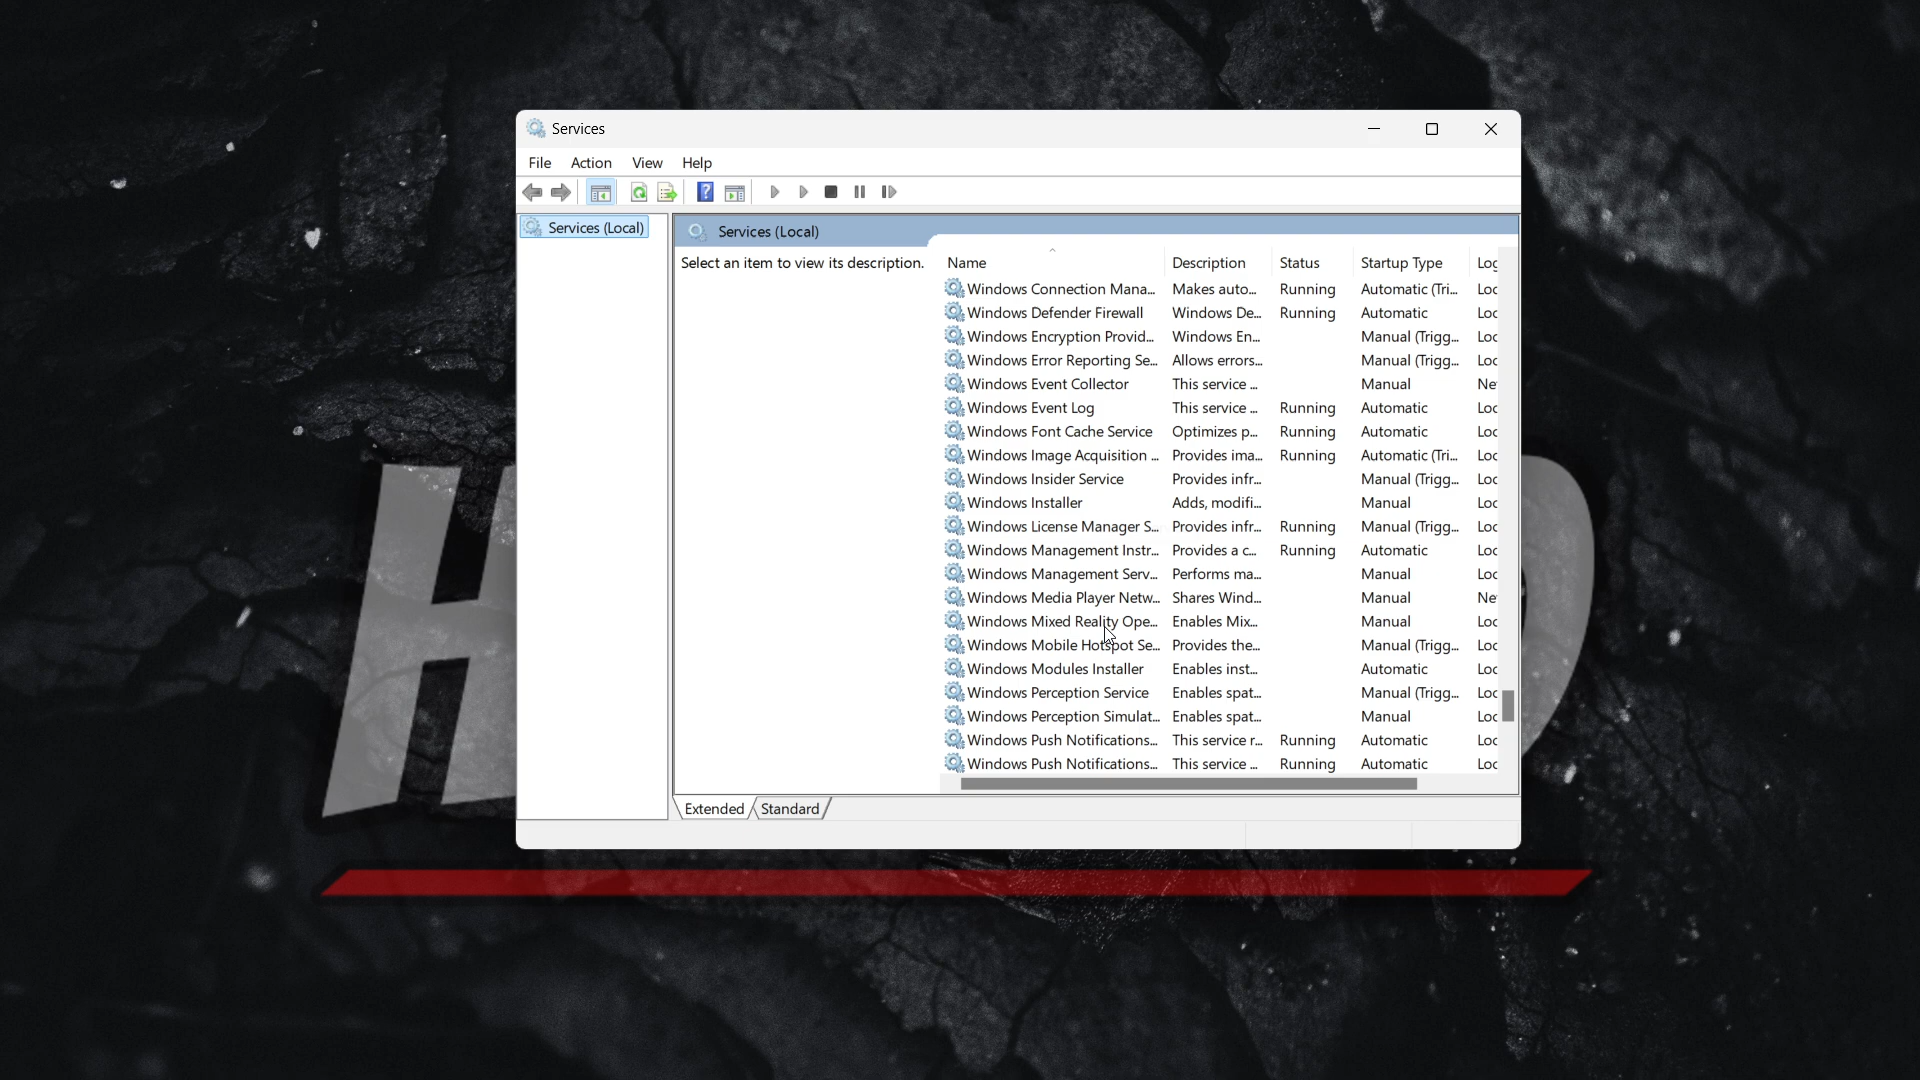 Services
File Action View Help
Services (Local)
Services (Local)
Select an item to view its description.
Name Description Status Startup Type Log
Windows Connection Mana... Makes auto... Running Automatic (Tri... Loc
Windows Defender Firewall Windows De... Running Automatic Loc
Windows Encryption Provid... Windows En... Manual (Trigg... Loc
Windows Error Reporting Se... Allows errors... Manual (Trigg... Loc
Windows Event Collector This service ... Manual Ne
Windows Event Log This service ... Running Automatic Loc
Windows Font Cache Service Optimizes p... Running Automatic Loc
Windows Image Acquisition ... Provides ima... Running Automatic (Tri... Loc
Windows Insider Service Provides infr... Manual (Trigg... Loc
Windows Installer Adds, modifi... Manual Loc
Windows License Manager S... Provides infr... Running Manual (Trigg... Loc
Windows Management Instr... Provides a c... Running Automatic Loc
Windows Management Serv... Performs ma... Manual Loc
Windows Media Player Netw... Shares Wind... Manual Ne
Windows Mixed Reality Ope... Enables Mix... Manual Loc
Windows Mobile Hotspot Se... Provides the... Manual (Trigg... Loc
Windows Modules Installer Enables inst... Automatic Loc
Windows Perception Service Enables spat... Manual (Trigg... Loc
Windows Perception Simulat... Enables spat... Manual Loc
Windows Push Notifications... This service r... Running Automatic Loc
Windows Push Notifications... This service ... Running Automatic Loc
Extended Standard